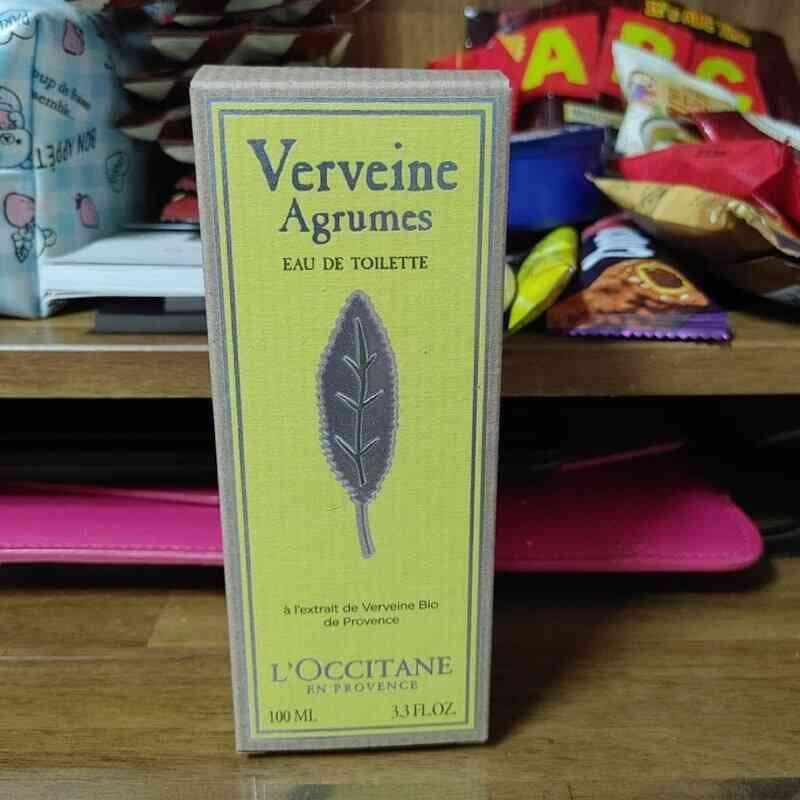 Verveine
Agrumes
EAU DE TOILETTE
à l'extrait de Verveine Bio
de Provence
L'OCCITANE
EN PROVENCE
100 ML 3.3 FL.OZ.
BON APPÉTIT
A B C